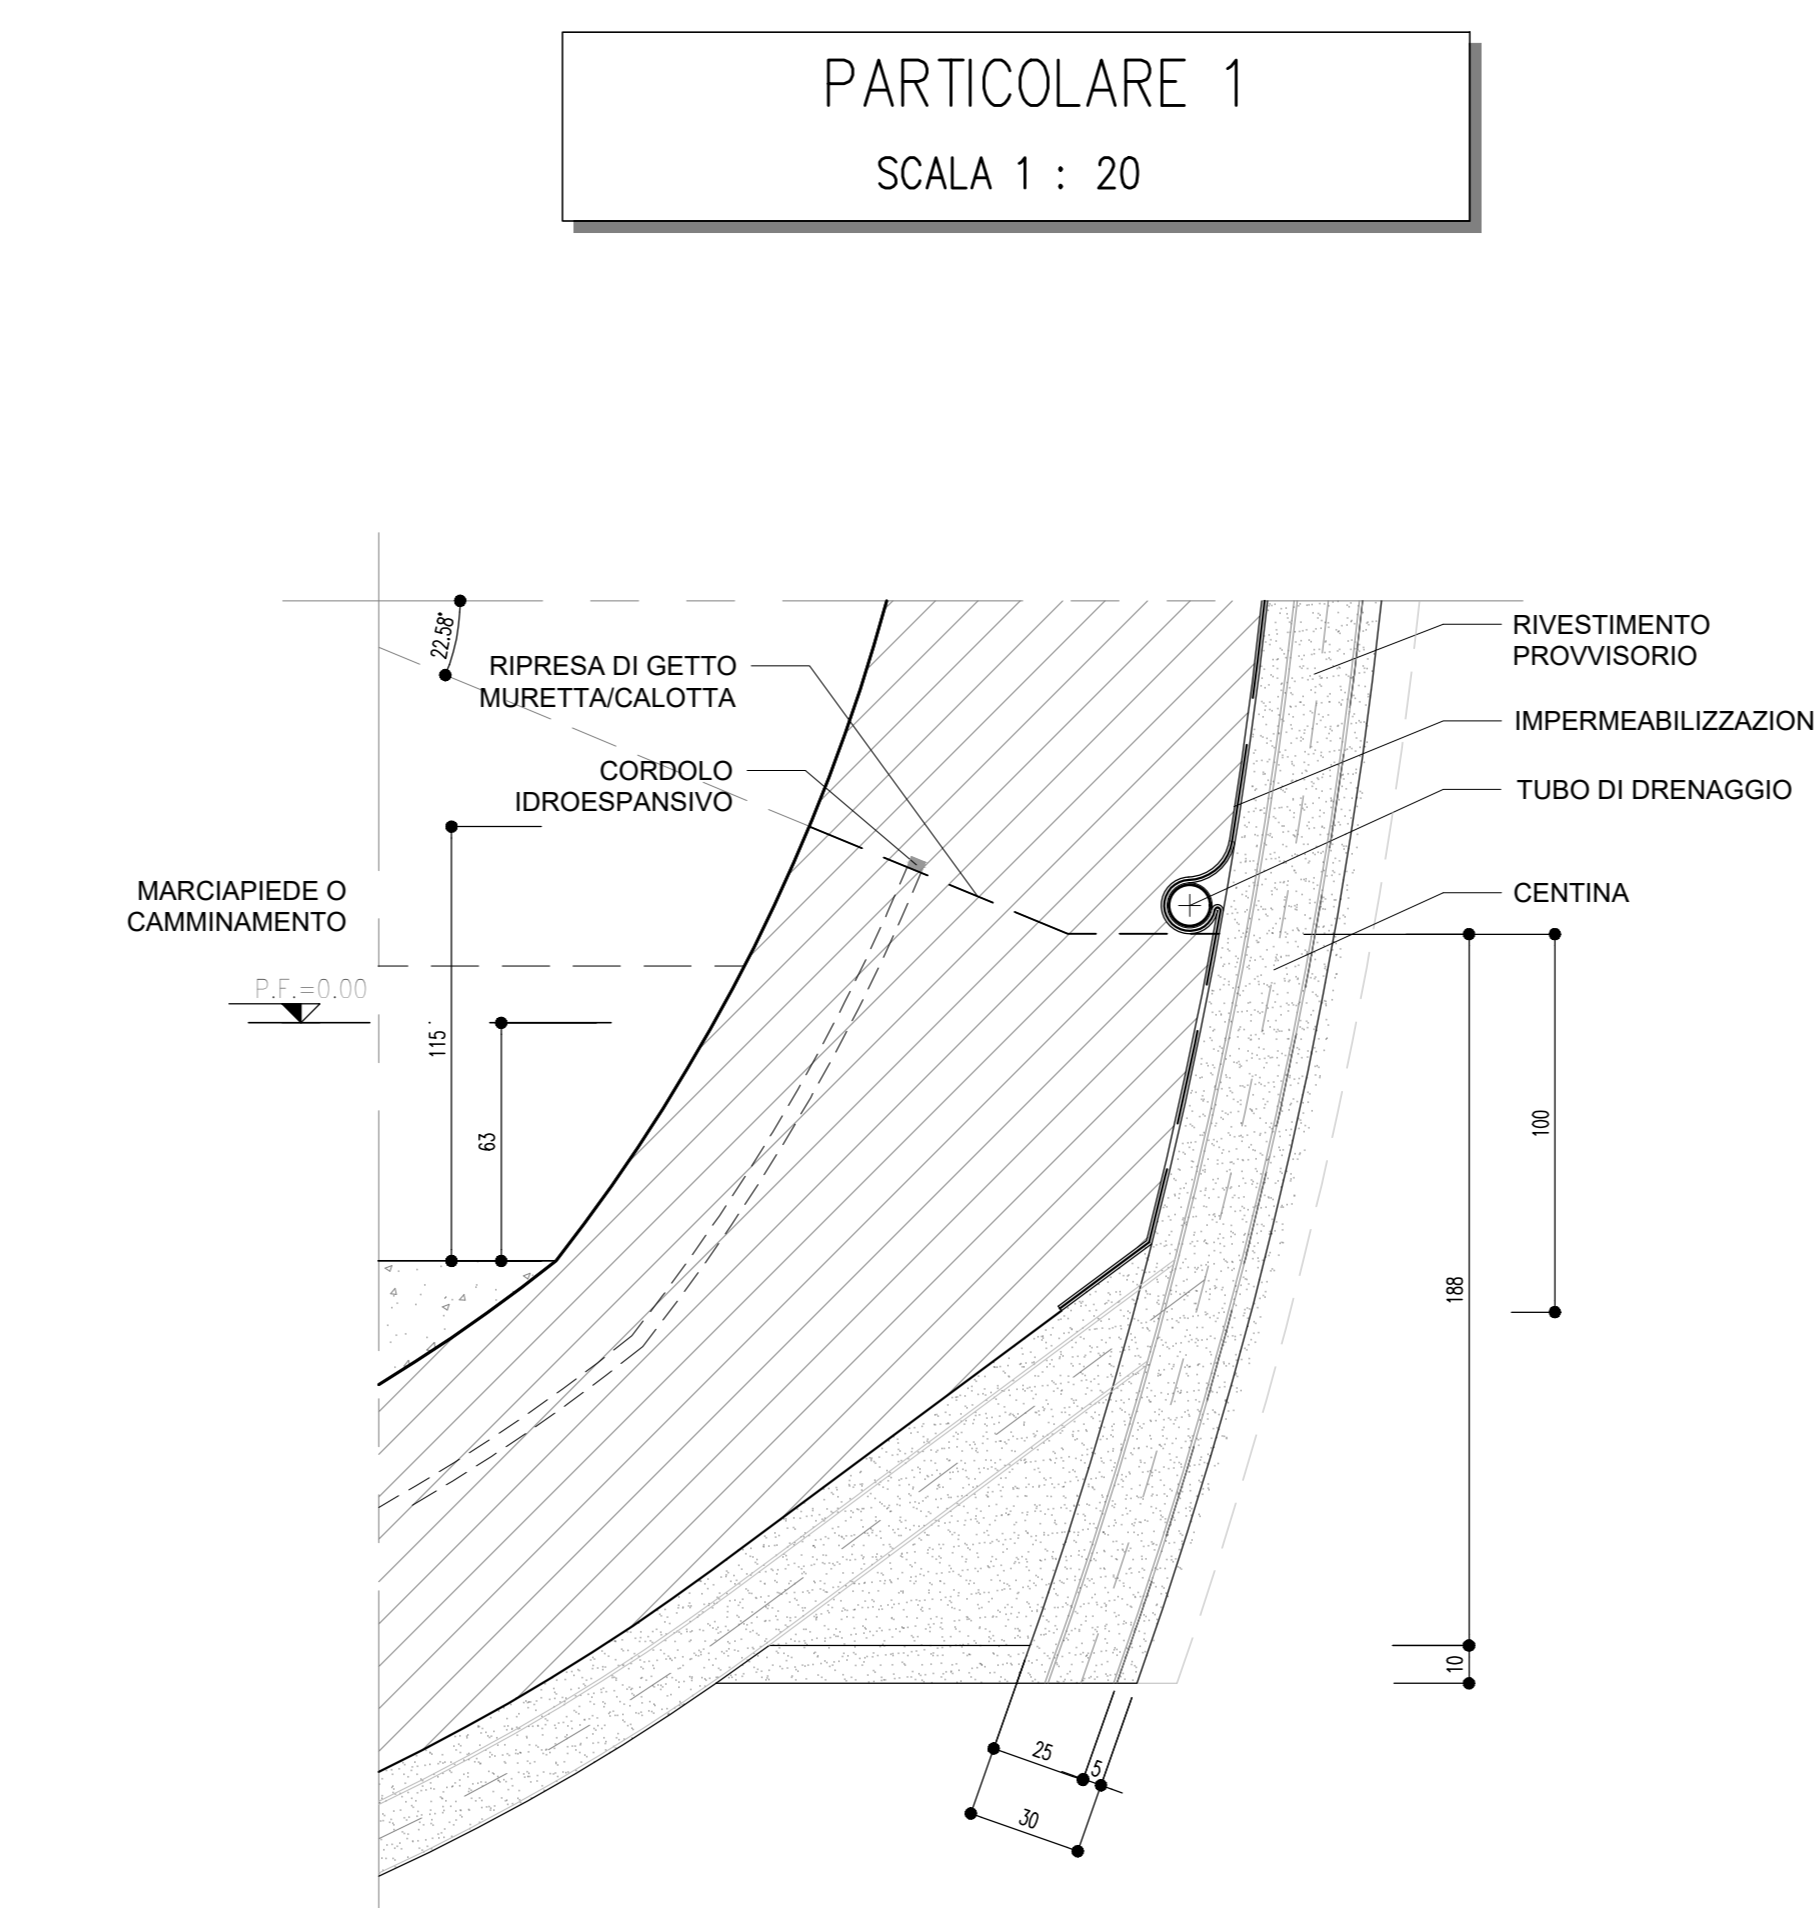 PARTICOLARE 1
SCALA 1 : 20
22.58°
RIPRESA DI GETTO
MURETTA/CALOTTA
RIVESTIMENTO
PROVVISORIO
IMPERMEABILIZZAZION
CORDOLO
IDROESPANSIVO
TUBO DI DRENAGGIO
MARCIAPIEDE O
CAMMINAMENTO
CENTINA
P.F.=0.00
115
63
100
188
10
25
5
30